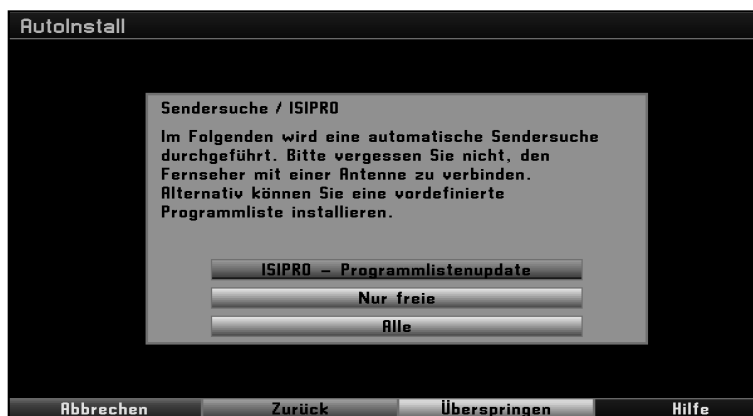 AutoInstall
Sendersuche / ISIPRO
Im Folgenden wird eine automatische Sendersuche
durchgeführt. Bitte vergessen Sie nicht, den
Fernseher mit einer Antenne zu verbinden.
Alternativ können Sie eine vordefinierte
Programmliste installieren.
ISIPRO – Programmlistenupdate
Nur freie
Alle
Abbrechen Zurück Überspringen Hilfe